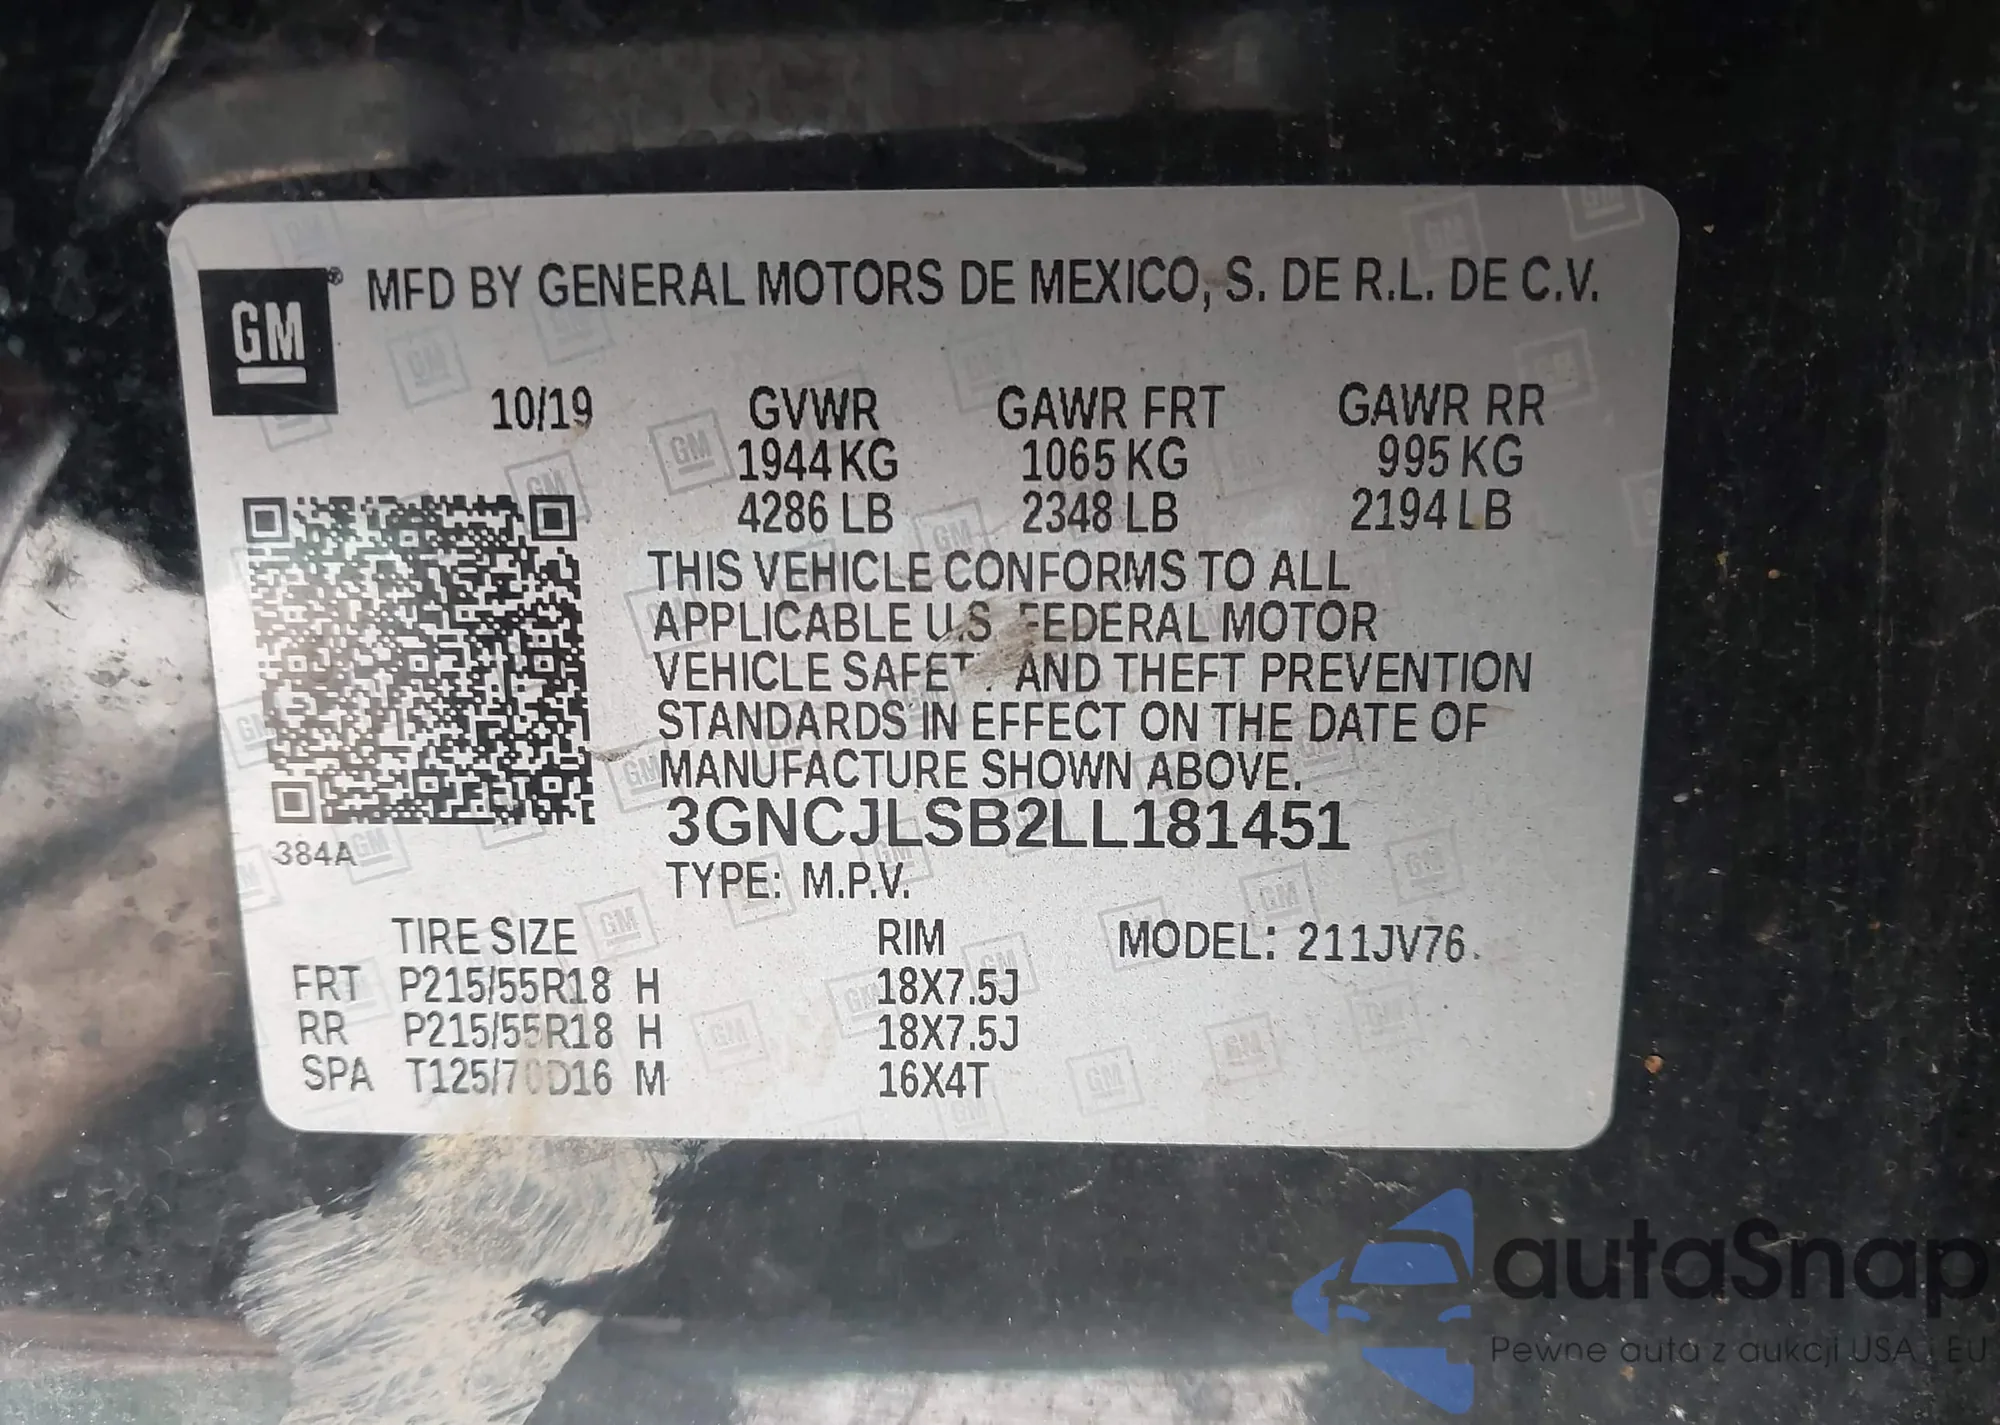 GM ® MFD BY GENERAL MOTORS DE MEXICO, S. DE R.L. DE C.V.
10/19 GVWR GAWR FRT GAWR RR
1944 KG 1065 KG 995 KG
4286 LB 2348 LB 2194 LB
THIS VEHICLE CONFORMS TO ALL
APPLICABLE U.S. FEDERAL MOTOR
VEHICLE SAFETY AND THEFT PREVENTION
STANDARDS IN EFFECT ON THE DATE OF
MANUFACTURE SHOWN ABOVE.
3GNCJLSB2LL181451
384A
TYPE: M.P.V.
TIRE SIZE RIM MODEL: 211JV76.
FRT P215/55R18 H 18X7.5J
RR P215/55R18 H 18X7.5J
SPA T125/70D16 M 16X4T
autaSnap
Pewne auta z aukcji USA i EU